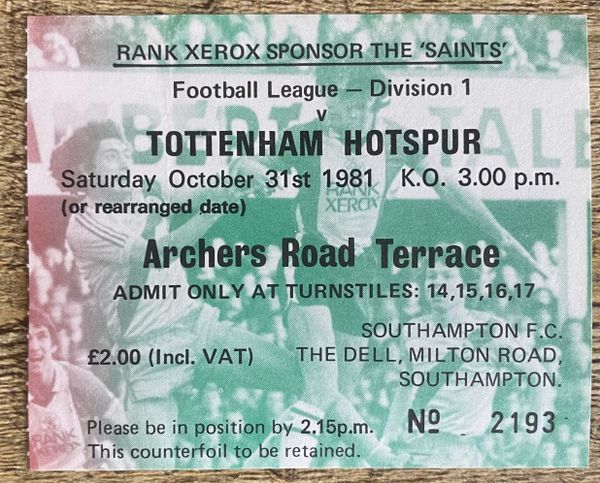 RANK XEROX SPONSOR THE 'SAINTS'
Football League — Division 1
v
TOTTENHAM HOTSPUR
Saturday October 31st 1981 K.O. 3.00 p.m.
(or rearranged date)
RANK
XEROX
Archers Road Terrace
ADMIT ONLY AT TURNSTILES: 14,15,16,17
SOUTHAMPTON F.C.
£2.00 (Incl. VAT) THE DELL, MILTON ROAD,
SOUTHAMPTON.
Please be in position by 2.15p.m. Nº 2193
This counterfoil to be retained.